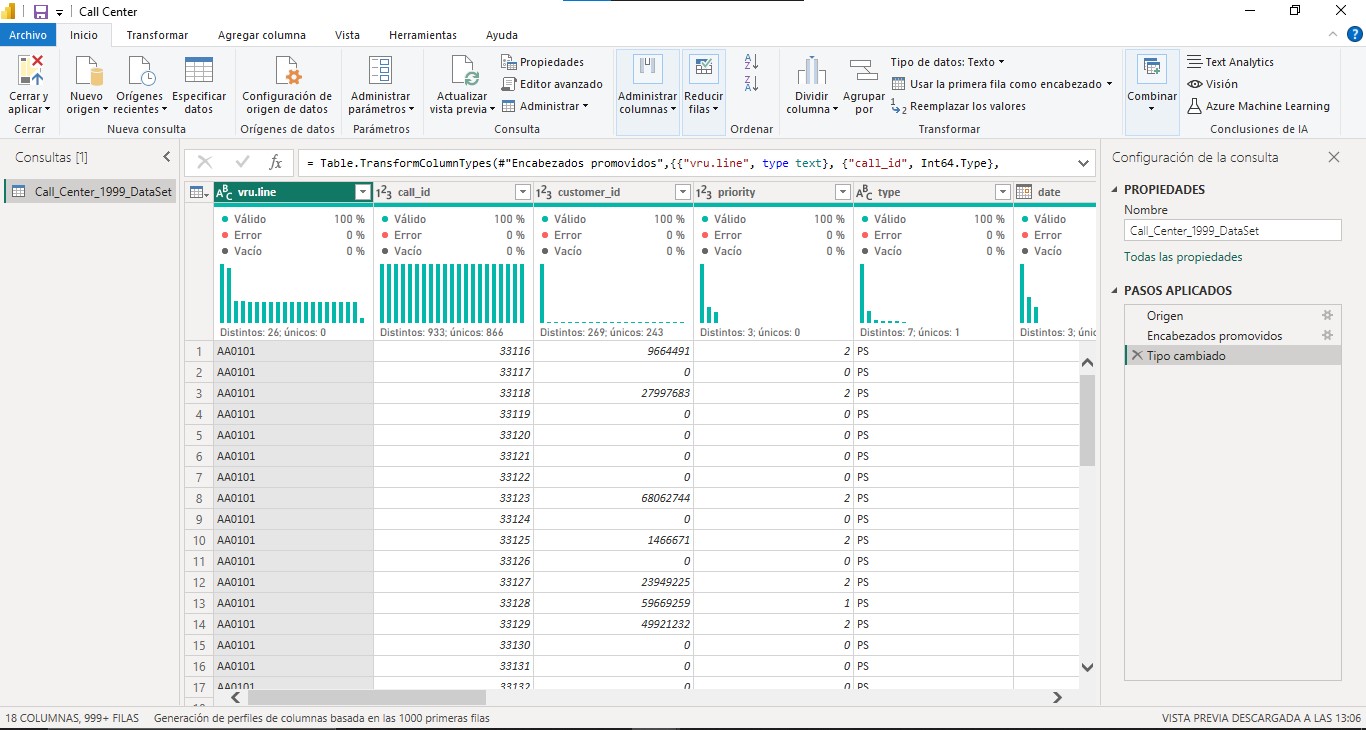 Call Center
Archivo Inicio Transformar Agregar columna Vista Herramientas Ayuda
Cerrar y aplicar
Cerrar
Nuevo origen
Orígenes recientes
Especificar datos
Nueva consulta
Configuración de origen de datos
Orígenes de datos
Administrar parámetros
Parámetros
Actualizar vista previa
Propiedades
Editor avanzado
Administrar
Consulta
Administrar columnas
Reducir filas
Ordenar
Dividir columna
Agrupar por
Tipo de datos: Texto
Usar la primera fila como encabezado
Reemplazar los valores
Transformar
Combinar
Text Analytics
Visión
Azure Machine Learning
Conclusiones de IA
Consultas [1]
Call_Center_1999_DataSet
= Table.TransformColumnTypes(#"Encabezados promovidos",{{"vru.line", type text}, {"call_id", Int64.Type},
vru.line call_id customer_id priority type date
Válido 100 % Válido 100 % Válido 100 % Válido 100 % Válido 100 % Válido
Error 0 % Error 0 % Error 0 % Error 0 % Error 0 % Error
Vacío 0 % Vacío 0 % Vacío 0 % Vacío 0 % Vacío 0 % Vacío
Distintos: 26; únicos: 0 Distintos: 933; únicos: 866 Distintos: 269; únicos: 243 Distintos: 3; únicos: 0 Distintos: 7; únicos: 1 Distintos: 3; únic
1 AA0101 33116 9664491 2 PS
2 AA0101 33117 0 0 PS
3 AA0101 33118 27997683 2 PS
4 AA0101 33119 0 0 PS
5 AA0101 33120 0 0 PS
6 AA0101 33121 0 0 PS
7 AA0101 33122 0 0 PS
8 AA0101 33123 68062744 2 PS
9 AA0101 33124 0 0 PS
10 AA0101 33125 1466671 2 PS
11 AA0101 33126 0 0 PS
12 AA0101 33127 23949225 2 PS
13 AA0101 33128 59669259 1 PS
14 AA0101 33129 49921232 2 PS
15 AA0101 33130 0 0 PS
16 AA0101 33131 0 0 PS
17 AA0101 33132 0 0 PS
Configuración de la consulta
PROPIEDADES
Nombre
Call_Center_1999_DataSet
Todas las propiedades
PASOS APLICADOS
Origen
Encabezados promovidos
Tipo cambiado
18 COLUMNAS, 999+ FILAS Generación de perfiles de columnas basada en las 1000 primeras filas VISTA PREVIA DESCARGADA A LAS 13:06